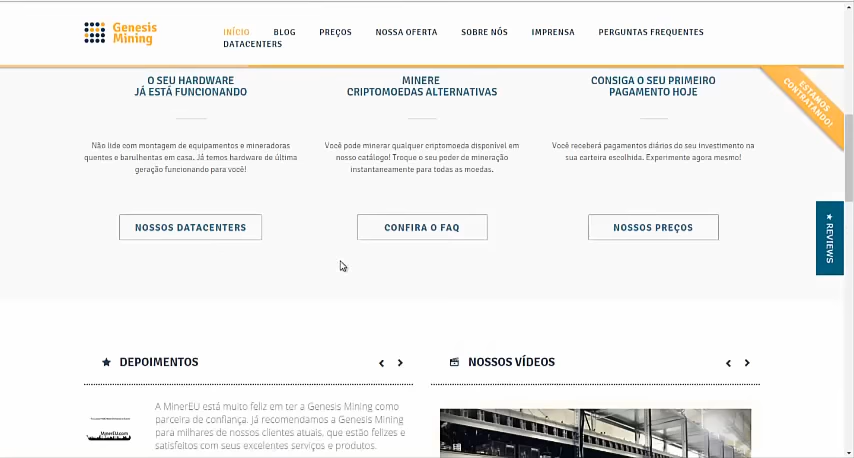 Genesis
Mining
INÍCIO
BLOG
PREÇOS
NOSSA OFERTA
SOBRE NÓS
IMPRENSA
PERGUNTAS FREQUENTES
DATACENTERS
ESTAMOS
CONTRATANDO!
O SEU HARDWARE
JÁ ESTÁ FUNCIONANDO
Não lide com montagem de equipamentos e mineradoras
quentes e barulhentas em casa. Já temos hardware de última
geração funcionando para você!
NOSSOS DATACENTERS
MINERE
CRIPTOMOEDAS ALTERNATIVAS
Você pode minerar qualquer criptomoeda disponível em
nosso catálogo! Troque o seu poder de mineração
instantaneamente para todas as moedas.
CONFIRA O FAQ
CONSIGA O SEU PRIMEIRO
PAGAMENTO HOJE
Você receberá pagamentos diários do seu investimento na
sua carteira escolhida. Experimente agora mesmo!
NOSSOS PREÇOS
★ REVIEWS
DEPOIMENTOS
MinerEU.com
A MinerEU está muito feliz em ter a Genesis Mining como
parceira de confiança. Já recomendamos a Genesis Mining
para milhares de nossos clientes atuais, que estão felizes e
satisfeitos com seus excelentes serviços e produtos.
NOSSOS VÍDEOS